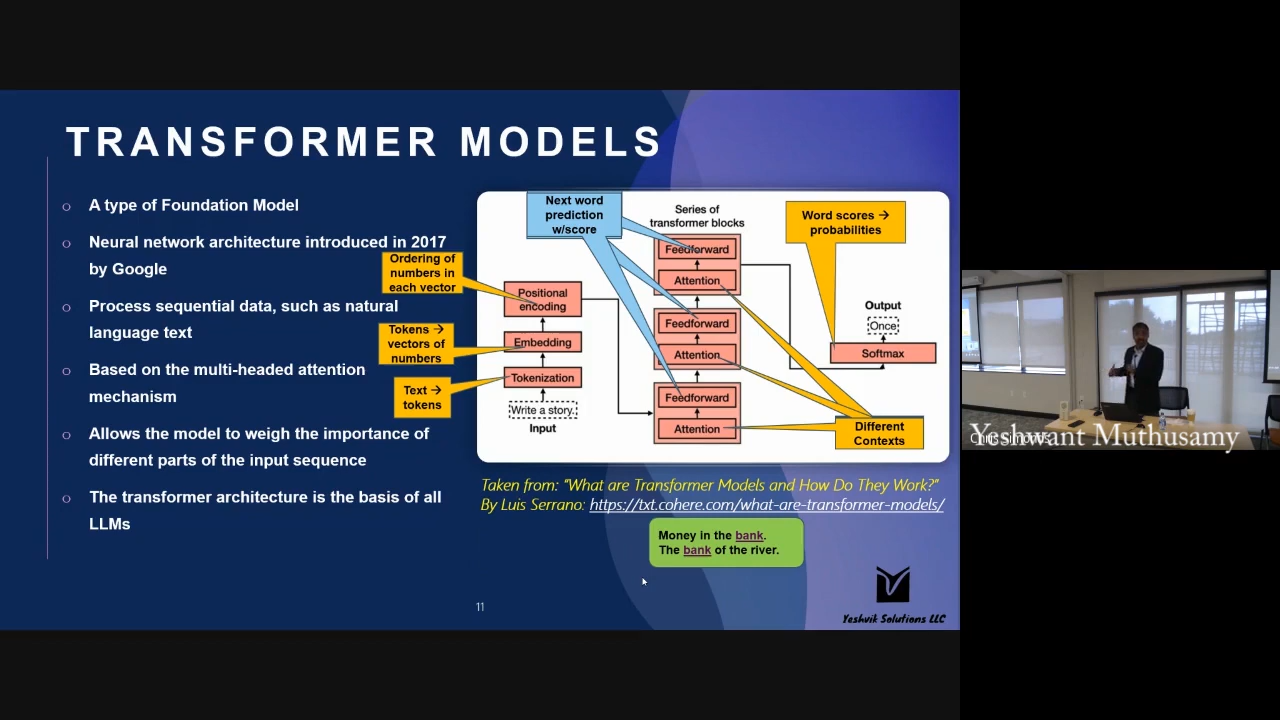 TRANSFORMER MODELS
A type of Foundation Model
Neural network architecture introduced in 2017
by Google
Process sequential data, such as natural
language text
Based on the multi-headed attention
mechanism
Allows the model to weigh the importance of
different parts of the input sequence
The transformer architecture is the basis of all
LLMs
Ordering of
numbers in
each vector
Tokens →
vectors of
numbers
Text →
tokens
Next word
prediction
w/score
Positional
encoding
Embedding
Tokenization
Write a story.
Input
Series of
transformer blocks
Feedforward
Attention
Feedforward
Attention
Feedforward
Attention
Word scores →
probabilities
Output
Once
Softmax
Different
Contexts
Taken from: "What are Transformer Models and How Do They Work?"
By Luis Serrano: https://txt.cohere.com/what-are-transformer-models/
Money in the bank.
The bank of the river.
11
Yeshvik Solutions LLC
Yeshwant Muthusamy